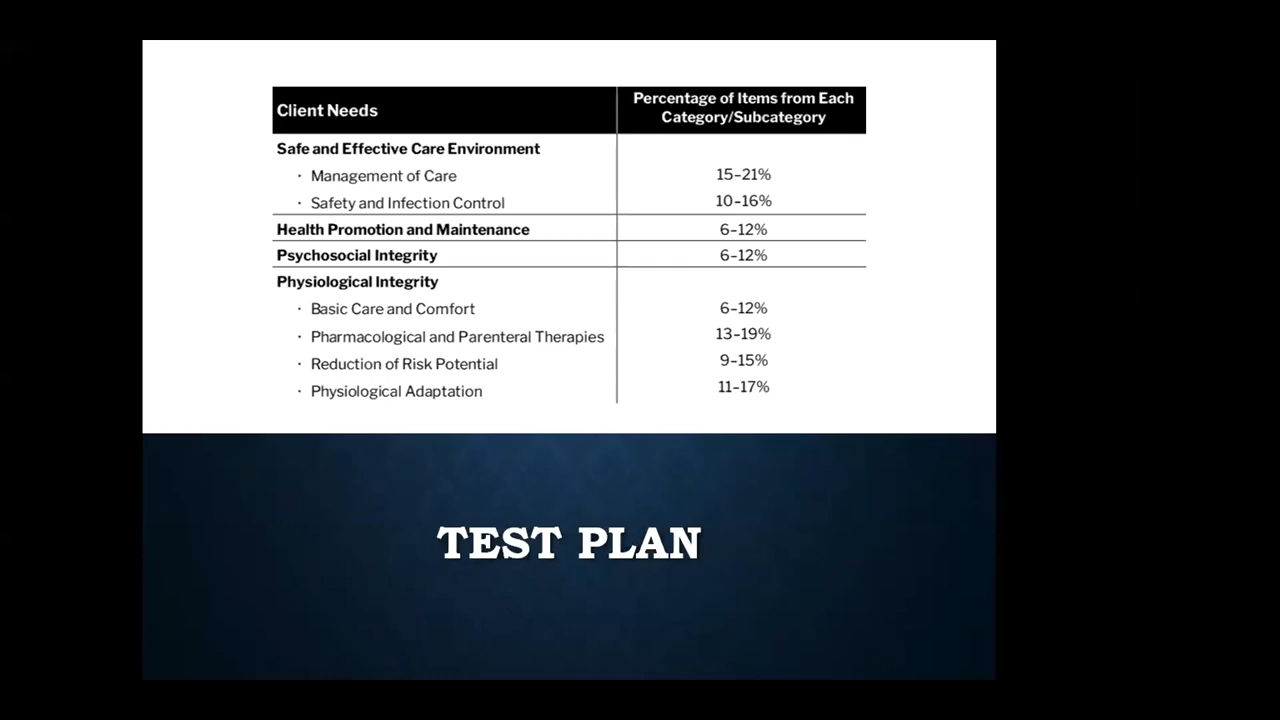 Client Needs
Percentage of Items from Each
Category/Subcategory
Safe and Effective Care Environment
· Management of Care 15–21%
· Safety and Infection Control 10–16%
Health Promotion and Maintenance 6–12%
Psychosocial Integrity 6–12%
Physiological Integrity
· Basic Care and Comfort 6–12%
· Pharmacological and Parenteral Therapies 13–19%
· Reduction of Risk Potential 9–15%
· Physiological Adaptation 11–17%
TEST PLAN